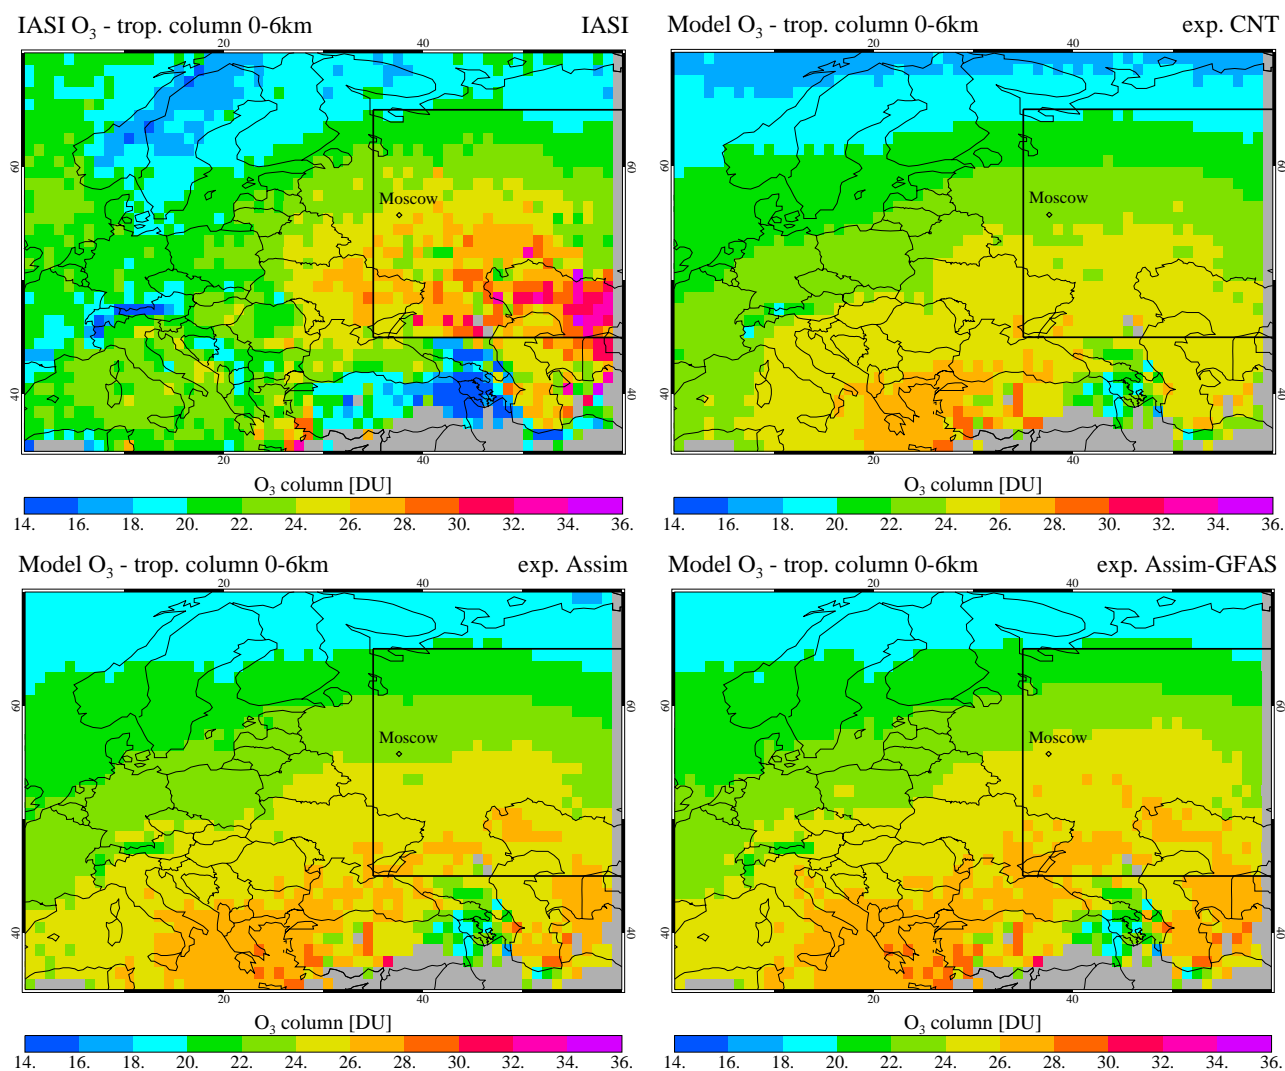 IASI O3 - trop. column 0-6km IASI
20 40
60
60
Moscow
40
40
20 40
O3 column [DU]
14. 16. 18. 20. 22. 24. 26. 28. 30. 32. 34. 36.
Model O3 - trop. column 0-6km exp. CNT
20 40
60
60
Moscow
40
40
20 40
O3 column [DU]
14. 16. 18. 20. 22. 24. 26. 28. 30. 32. 34. 36.
Model O3 - trop. column 0-6km exp. Assim
20 40
60
60
Moscow
40
40
20 40
O3 column [DU]
14. 16. 18. 20. 22. 24. 26. 28. 30. 32. 34. 36.
Model O3 - trop. column 0-6km exp. Assim-GFAS
20 40
60
60
Moscow
40
40
20 40
O3 column [DU]
14. 16. 18. 20. 22. 24. 26. 28. 30. 32. 34. 36.